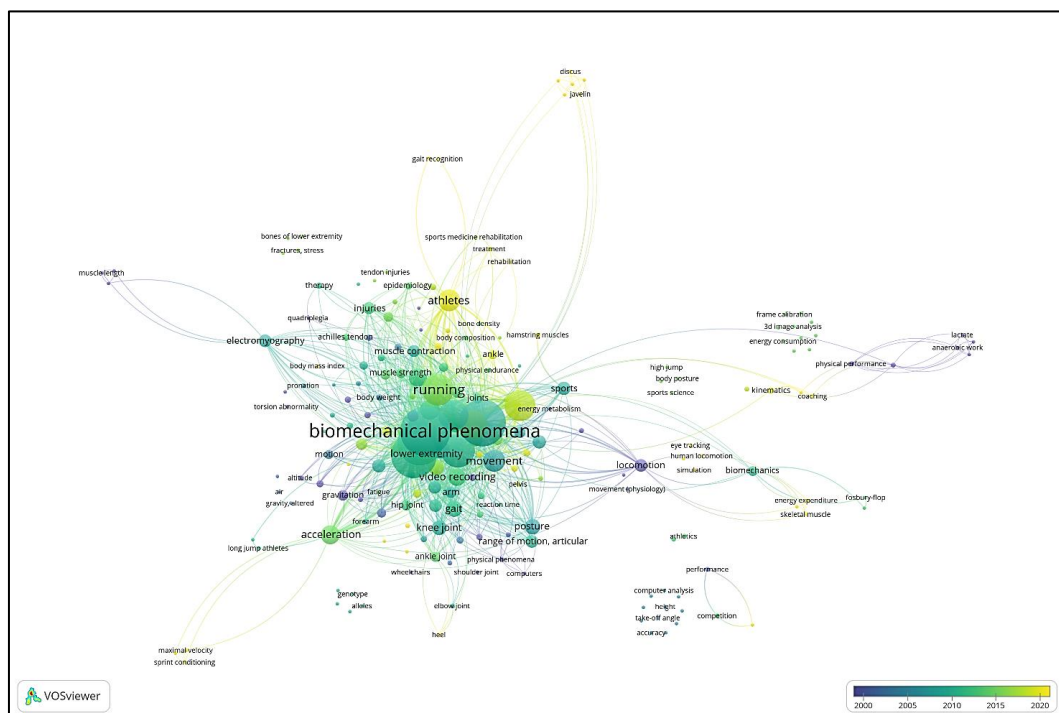 discus
javelin
gait recognition
bones of lower extremity
sports medicine rehabilitation
fractures, stress
treatment
rehabilitation
muscle length
tendon injuries
therapy
epidemiology
athletes
injuries
quadriplegia
bone density
frame calibration
achilles tendon
body composition
hamstring muscles
3d image analysis
electromyography
muscle contraction
ankle
energy consumption
lactate
anaerobic work
body mass index
muscle strength
physical endurance
high jump
physical performance
body posture
pronation
running
sports
sports science
kinematics
coaching
body weight
joints
torsion abnormality
energy metabolism
biomechanical phenomena
eye tracking
motion
lower extremity
movement
human locomotion
locomotion
simulation
biomechanics
altitude
video recording
pelvis
movement (physiology)
air
gravitation
fatigue
arm
gravity, altered
hip joint
reaction time
energy expenditure
fosbury-flop
gait
skeletal muscle
forearm
knee joint
posture
acceleration
athletics
range of motion, articular
long jump athletes
ankle joint
physical phenomena
performance
wheelchairs
shoulder joint
computers
computer analysis
genotype
alleles
elbow joint
height
take-off angle
competition
accuracy
heel
maximal velocity
sprint conditioning
VOSviewer
2000 2005 2010 2015 2020